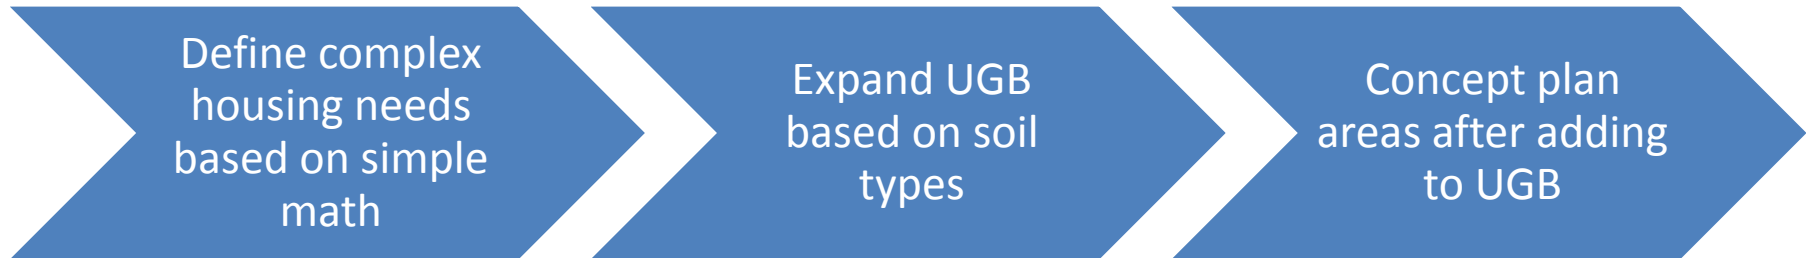 Define complex
housing needs
based on simple
math
Expand UGB
based on soil
types
Concept plan
areas after adding
to UGB